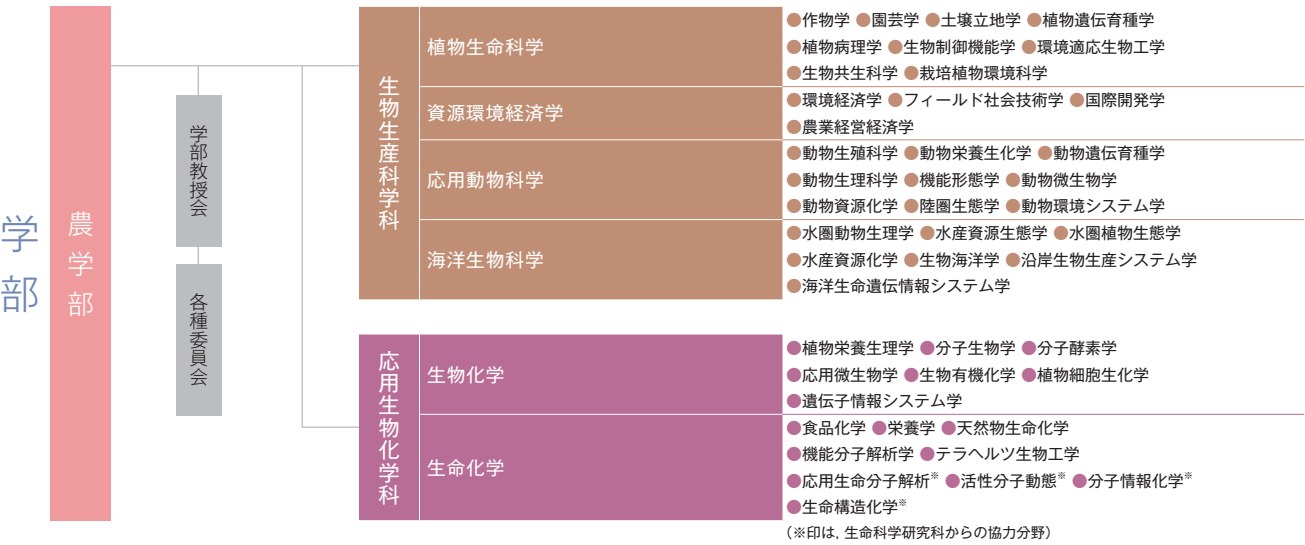 学部
農学部
学部教授会
各種委員会
生物生産科学科
植物生命科学
●作物学 ●園芸学 ●土壌立地学 ●植物遺伝育種学
●植物病理学 ●生物制御機能学 ●環境適応生物工学
●生物共生科学 ●栽培植物環境科学
資源環境経済学
●環境経済学 ●フィールド社会技術学 ●国際開発学
●農業経営経済学
応用動物科学
●動物生殖科学 ●動物栄養生化学 ●動物遺伝育種学
●動物生理科学 ●機能形態学 ●動物微生物学
●動物資源化学 ●陸圏生態学 ●動物環境システム学
海洋生物科学
●水圏動物生理学 ●水産資源生態学 ●水圏植物生態学
●水産資源化学 ●生物海洋学 ●沿岸生物生産システム学
●海洋生命遺伝情報システム学
応用生物化学科
生物化学
●植物栄養生理学 ●分子生物学 ●分子酵素学
●応用微生物学 ●生物有機化学 ●植物細胞生化学
●遺伝子情報システム学
生命化学
●食品化学 ●栄養学 ●天然物生命化学
●機能分子解析学 ●テラヘルツ生物工学
●応用生命分子解析※ ●活性分子動態※ ●分子情報化学※
●生命構造化学※
（※印は，生命科学研究科からの協力分野）